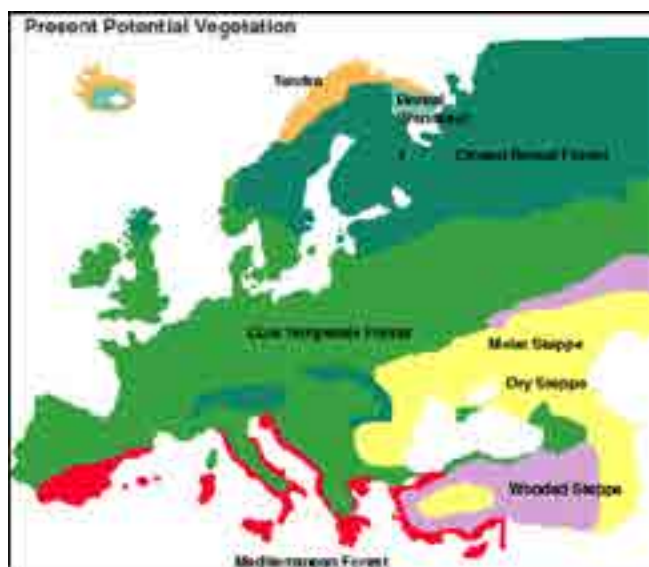 Present Potential Vegetation
Tundra
Boreal
Closed Boreal Forest
Cool Temperate Forest
Moist Steppe
Dry Steppe
Wooded Steppe
Mediterranean Forest